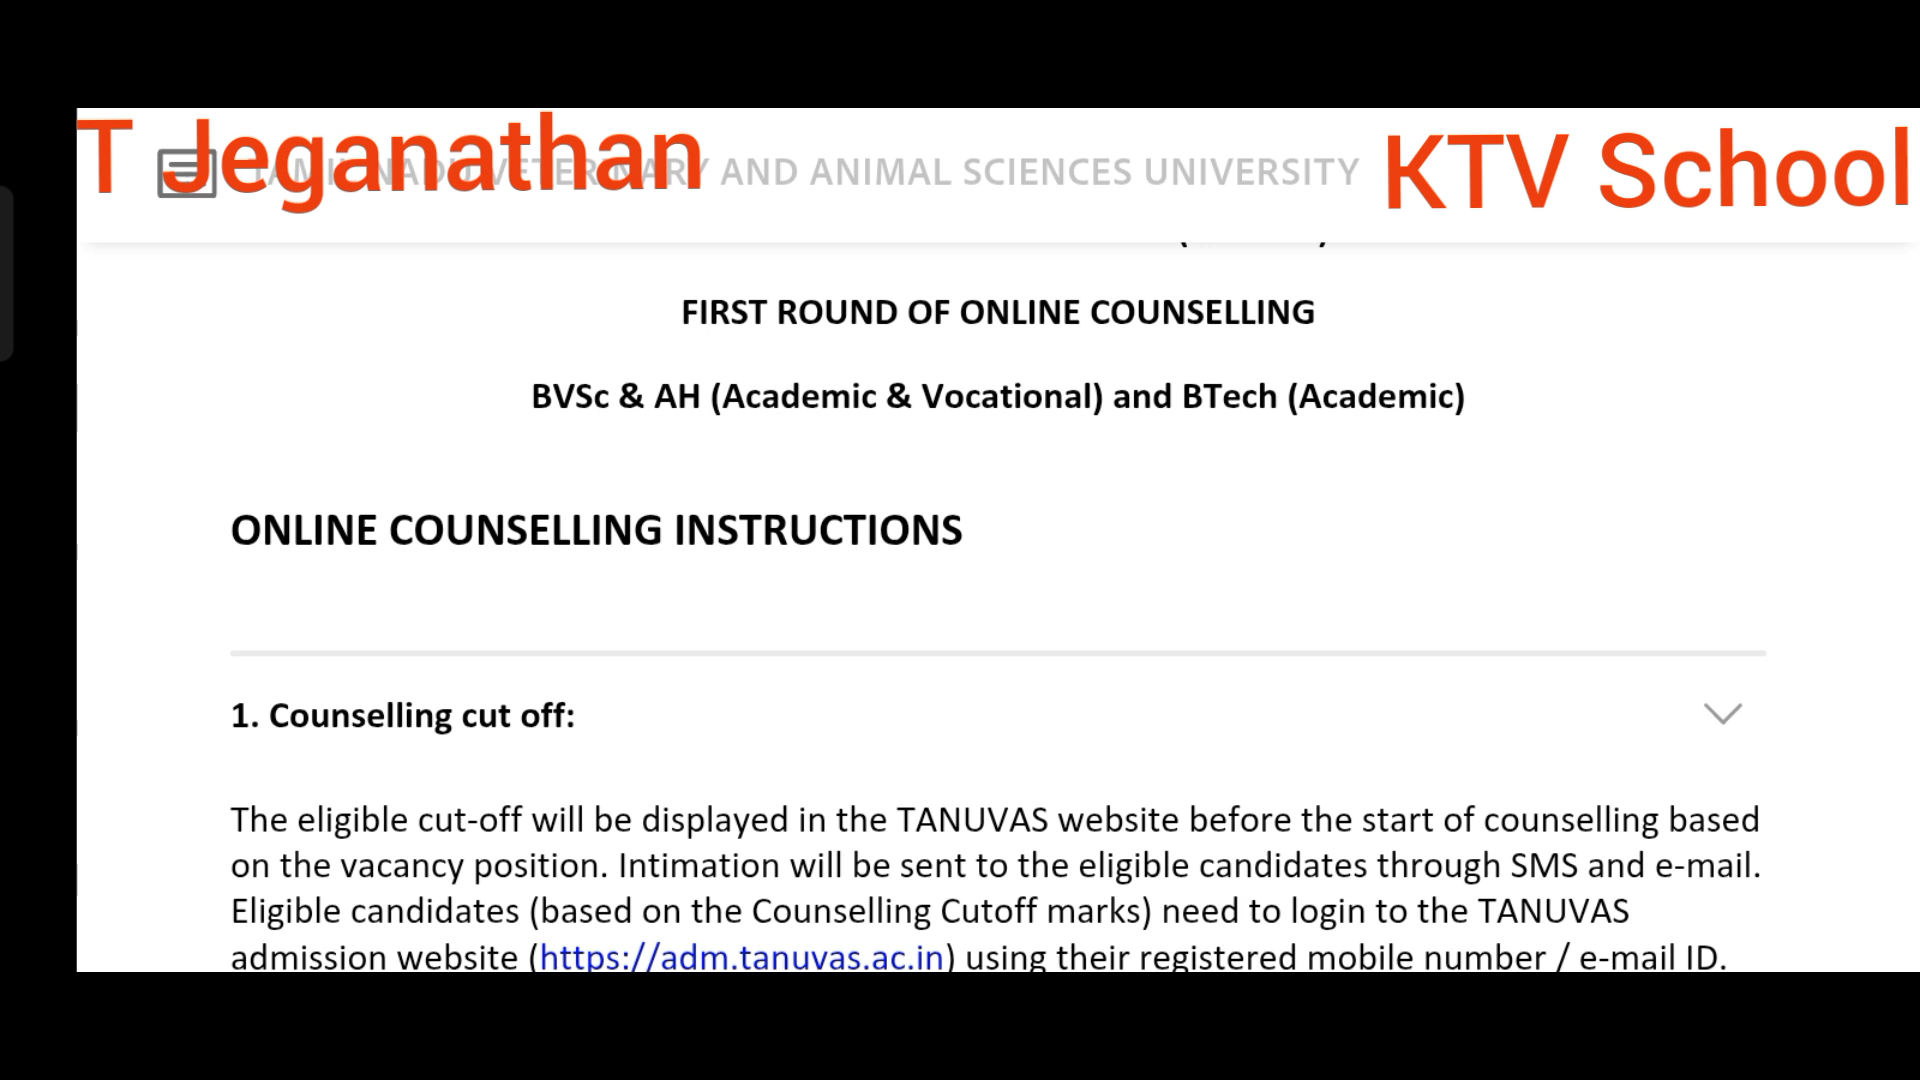 T Jeganathan
TAMIL NADU VETERINARY AND ANIMAL SCIENCES UNIVERSITY
KTV School
FIRST ROUND OF ONLINE COUNSELLING
BVSc & AH (Academic & Vocational) and BTech (Academic)
ONLINE COUNSELLING INSTRUCTIONS
1. Counselling cut off:
The eligible cut-off will be displayed in the TANUVAS website before the start of counselling based
on the vacancy position. Intimation will be sent to the eligible candidates through SMS and e-mail.
Eligible candidates (based on the Counselling Cutoff marks) need to login to the TANUVAS
admission website (https://adm.tanuvas.ac.in) using their registered mobile number / e-mail ID.